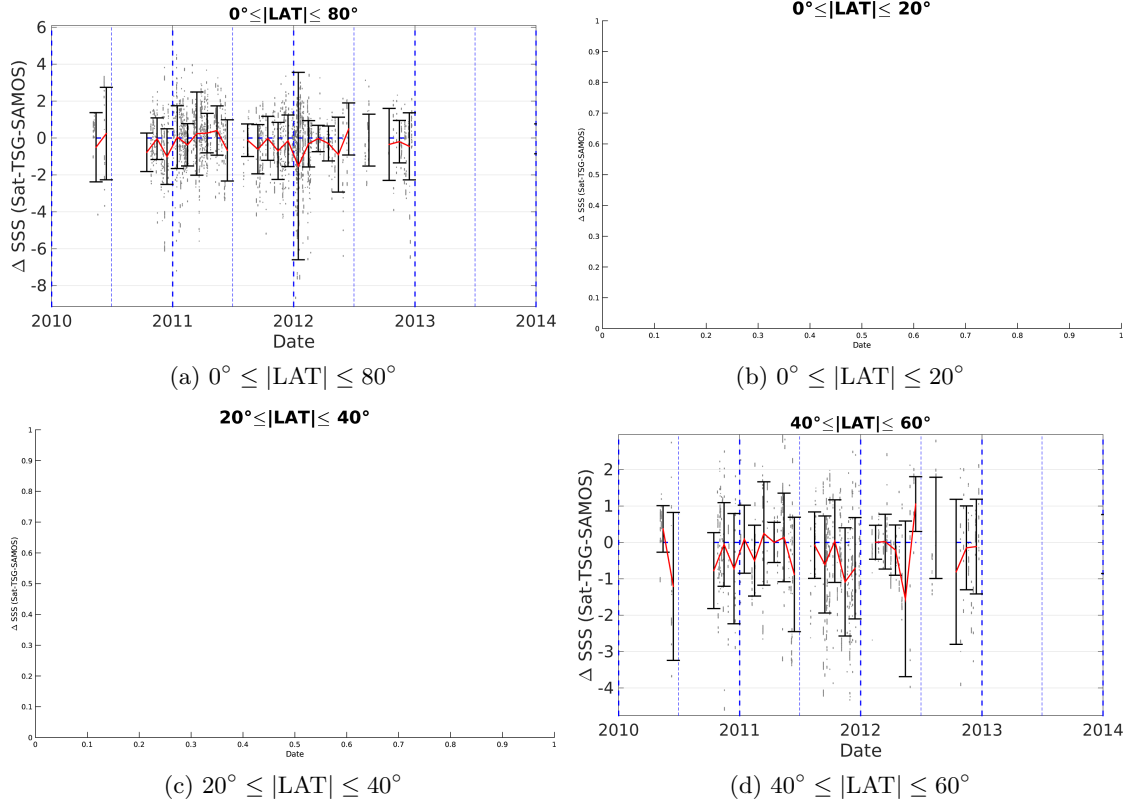 0°≤|LAT|≤ 80°
6
4
2
0
-2
-4
-6
-8
Δ SSS (Sat-TSG-SAMOS)
2010 2011 2012 2013 2014
Date
(a) 0° ≤ |LAT| ≤ 80°
0°≤|LAT|≤ 20°
1
0.9
0.8
0.7
0.6
0.5
0.4
0.3
0.2
0.1
0
Δ SSS (Sat-TSG-SAMOS)
0 0.1 0.2 0.3 0.4 0.5 0.6 0.7 0.8 0.9 1
Date
(b) 0° ≤ |LAT| ≤ 20°
20°≤|LAT|≤ 40°
1
0.9
0.8
0.7
0.6
0.5
0.4
0.3
0.2
0.1
0
Δ SSS (Sat-TSG-SAMOS)
0 0.1 0.2 0.3 0.4 0.5 0.6 0.7 0.8 0.9 1
Date
(c) 20° ≤ |LAT| ≤ 40°
40°≤|LAT|≤ 60°
2
1
0
-1
-2
-3
-4
Δ SSS (Sat-TSG-SAMOS)
2010 2011 2012 2013 2014
Date
(d) 40° ≤ |LAT| ≤ 60°